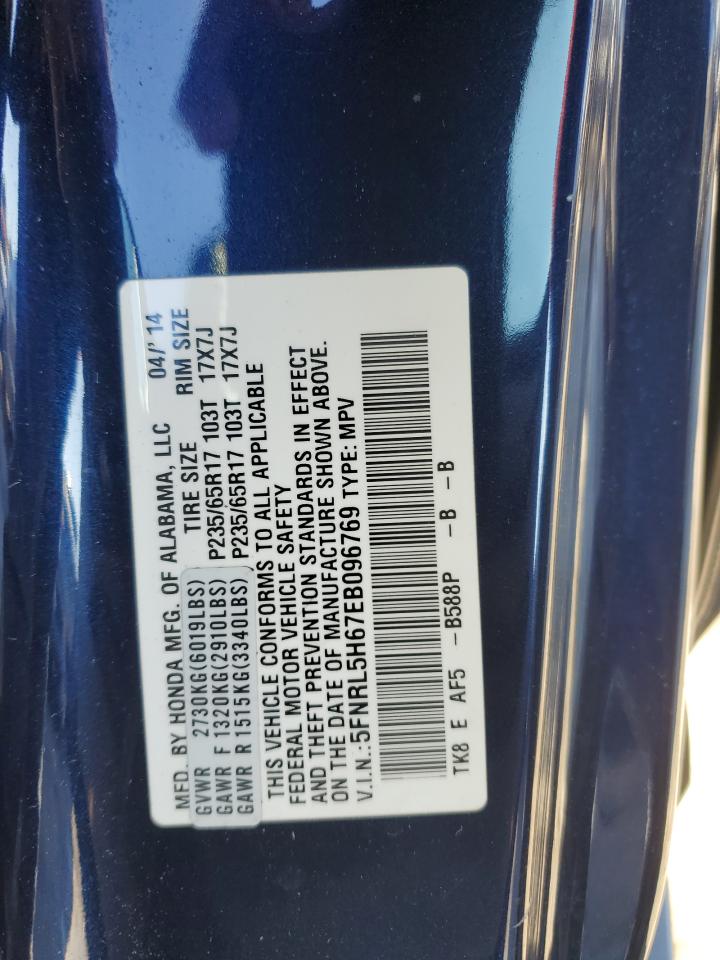 MFD. BY HONDA MFG. OF ALABAMA, LLC 04/'14
TIRE SIZE RIM SIZE
GVWR 2730KG(6019LBS)
GAWR F 1320KG(2910LBS) P235/65R17 103T 17X7J
GAWR R 1515KG(3340LBS) P235/65R17 103T 17X7J
THIS VEHICLE CONFORMS TO ALL APPLICABLE
FEDERAL MOTOR VEHICLE SAFETY
AND THEFT PREVENTION STANDARDS IN EFFECT
ON THE DATE OF MANUFACTURE SHOWN ABOVE.
V.I.N.:5FNRL5H67EB096769 TYPE: MPV
TK8 E AF5 -B588P -B -B